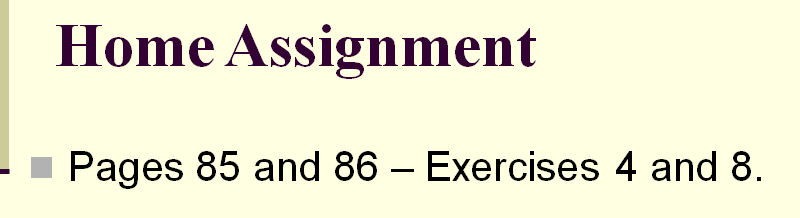 Home Assignment
Pages 85 and 86 – Exercises 4 and 8.